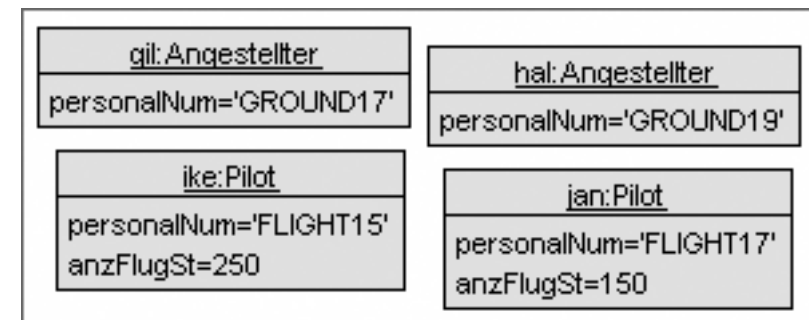 gil:Angestellter
personalNum='GROUND17'
hal:Angestellter
personalNum='GROUND19'
ike:Pilot
personalNum='FLIGHT15'
anzFlugSt=250
jan:Pilot
personalNum='FLIGHT17'
anzFlugSt=150